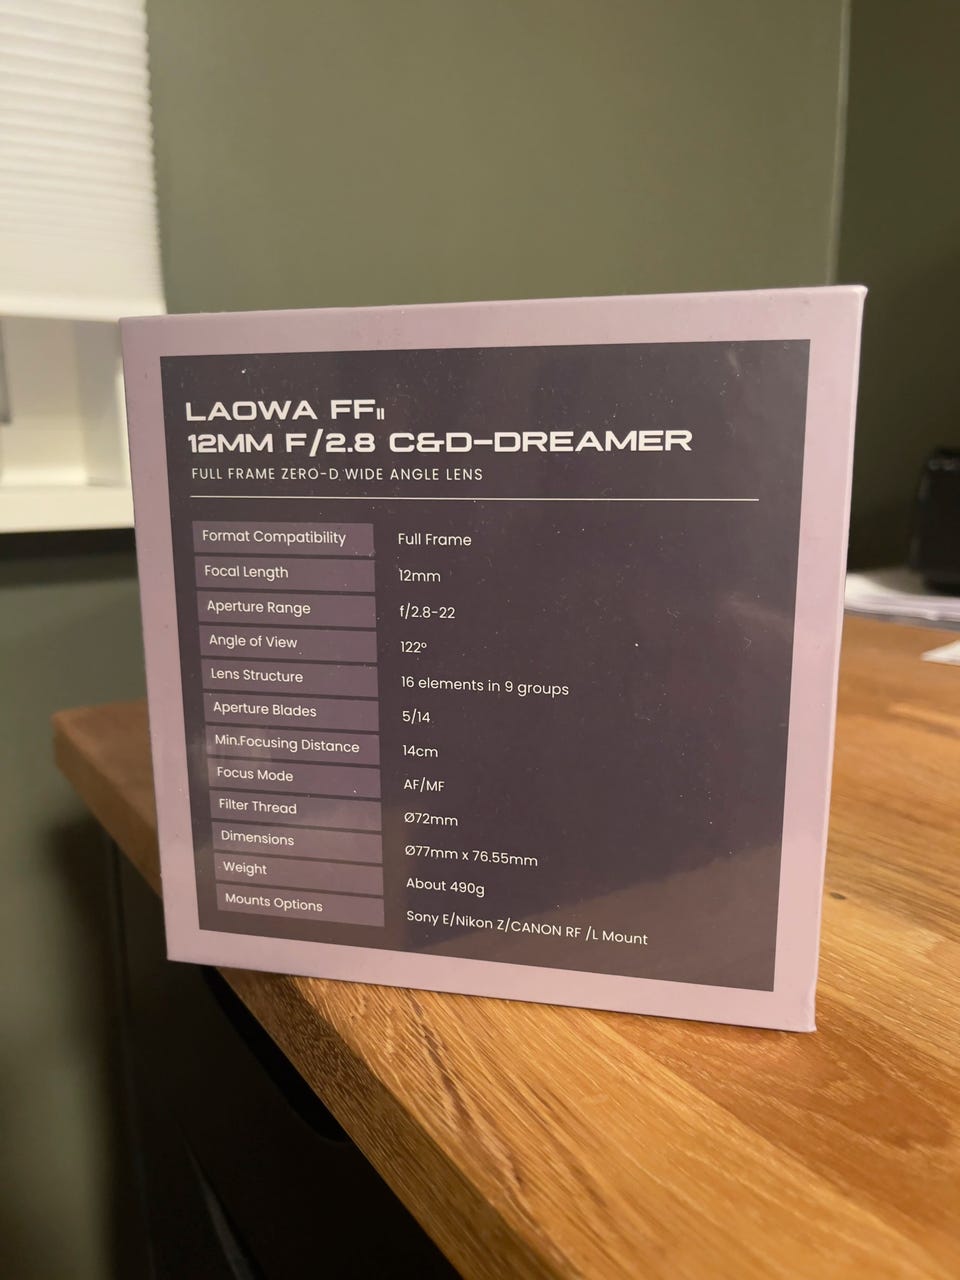 LAOWA FFII
12MM F/2.8 C&D-DREAMER
FULL FRAME ZERO-D WIDE ANGLE LENS
Format Compatibility Full Frame
Focal Length 12mm
Aperture Range f/2.8-22
Angle of View 122°
Lens Structure 16 elements in 9 groups
Aperture Blades 5/14
Min.Focusing Distance 14cm
Focus Mode AF/MF
Filter Thread Ø72mm
Dimensions Ø77mm x 76.55mm
Weight About 490g
Mounts Options Sony E/Nikon Z/CANON RF /L Mount